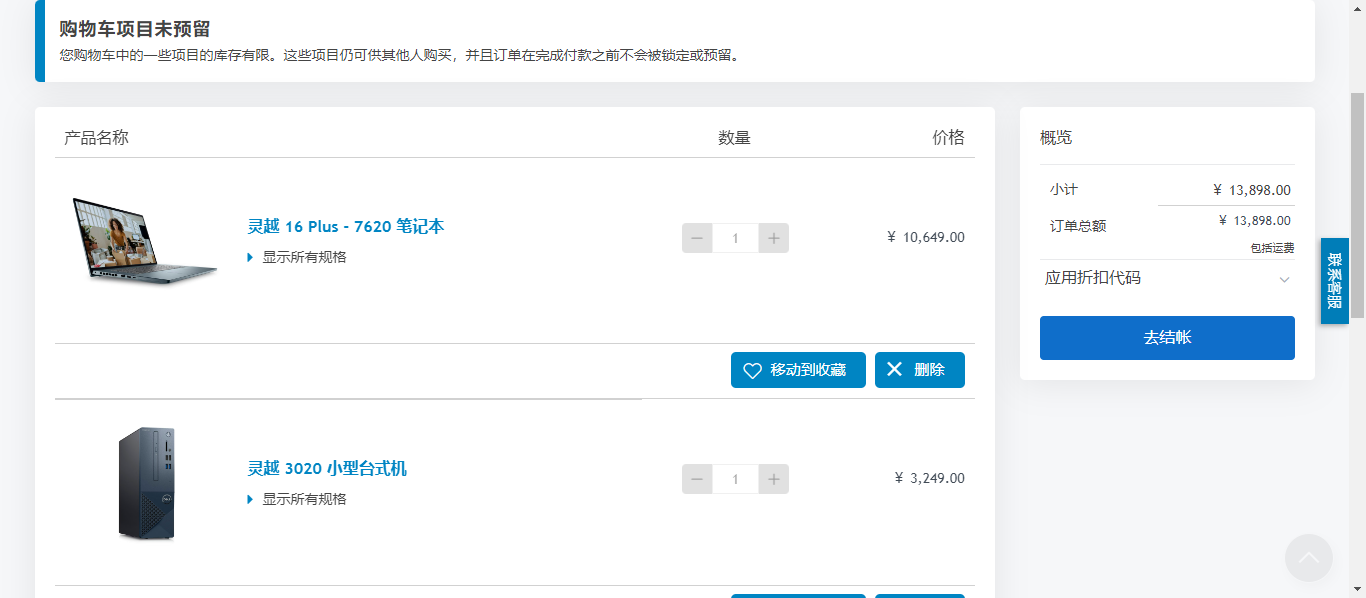 购物车项目未预留
您购物车中的一些项目的库存有限。这些项目仍可供其他人购买，并且订单在完成付款之前不会被锁定或预留。
产品名称 数量 价格
灵越 16 Plus - 7620 笔记本
显示所有规格
1
¥ 10,649.00
移动到收藏 删除
灵越 3020 小型台式机
显示所有规格
1
¥ 3,249.00
概览
小计 ¥ 13,898.00
订单总额 ¥ 13,898.00
包括运费
应用折扣代码
去结帐
联系客服